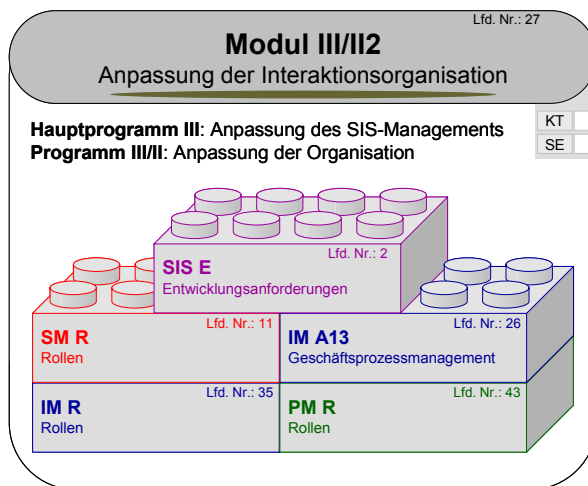 Lfd. Nr.: 27
Modul III/II2
Anpassung der Interaktionsorganisation
Hauptprogramm III: Anpassung des SIS-Managements
Programm III/II: Anpassung der Organisation
KT
SE
Lfd. Nr.: 2
SIS E
Entwicklungsanforderungen
Lfd. Nr.: 11
SM R
Rollen
Lfd. Nr.: 26
IM A13
Geschäftsprozessmanagement
Lfd. Nr.: 35
IM R
Rollen
Lfd. Nr.: 43
PM R
Rollen